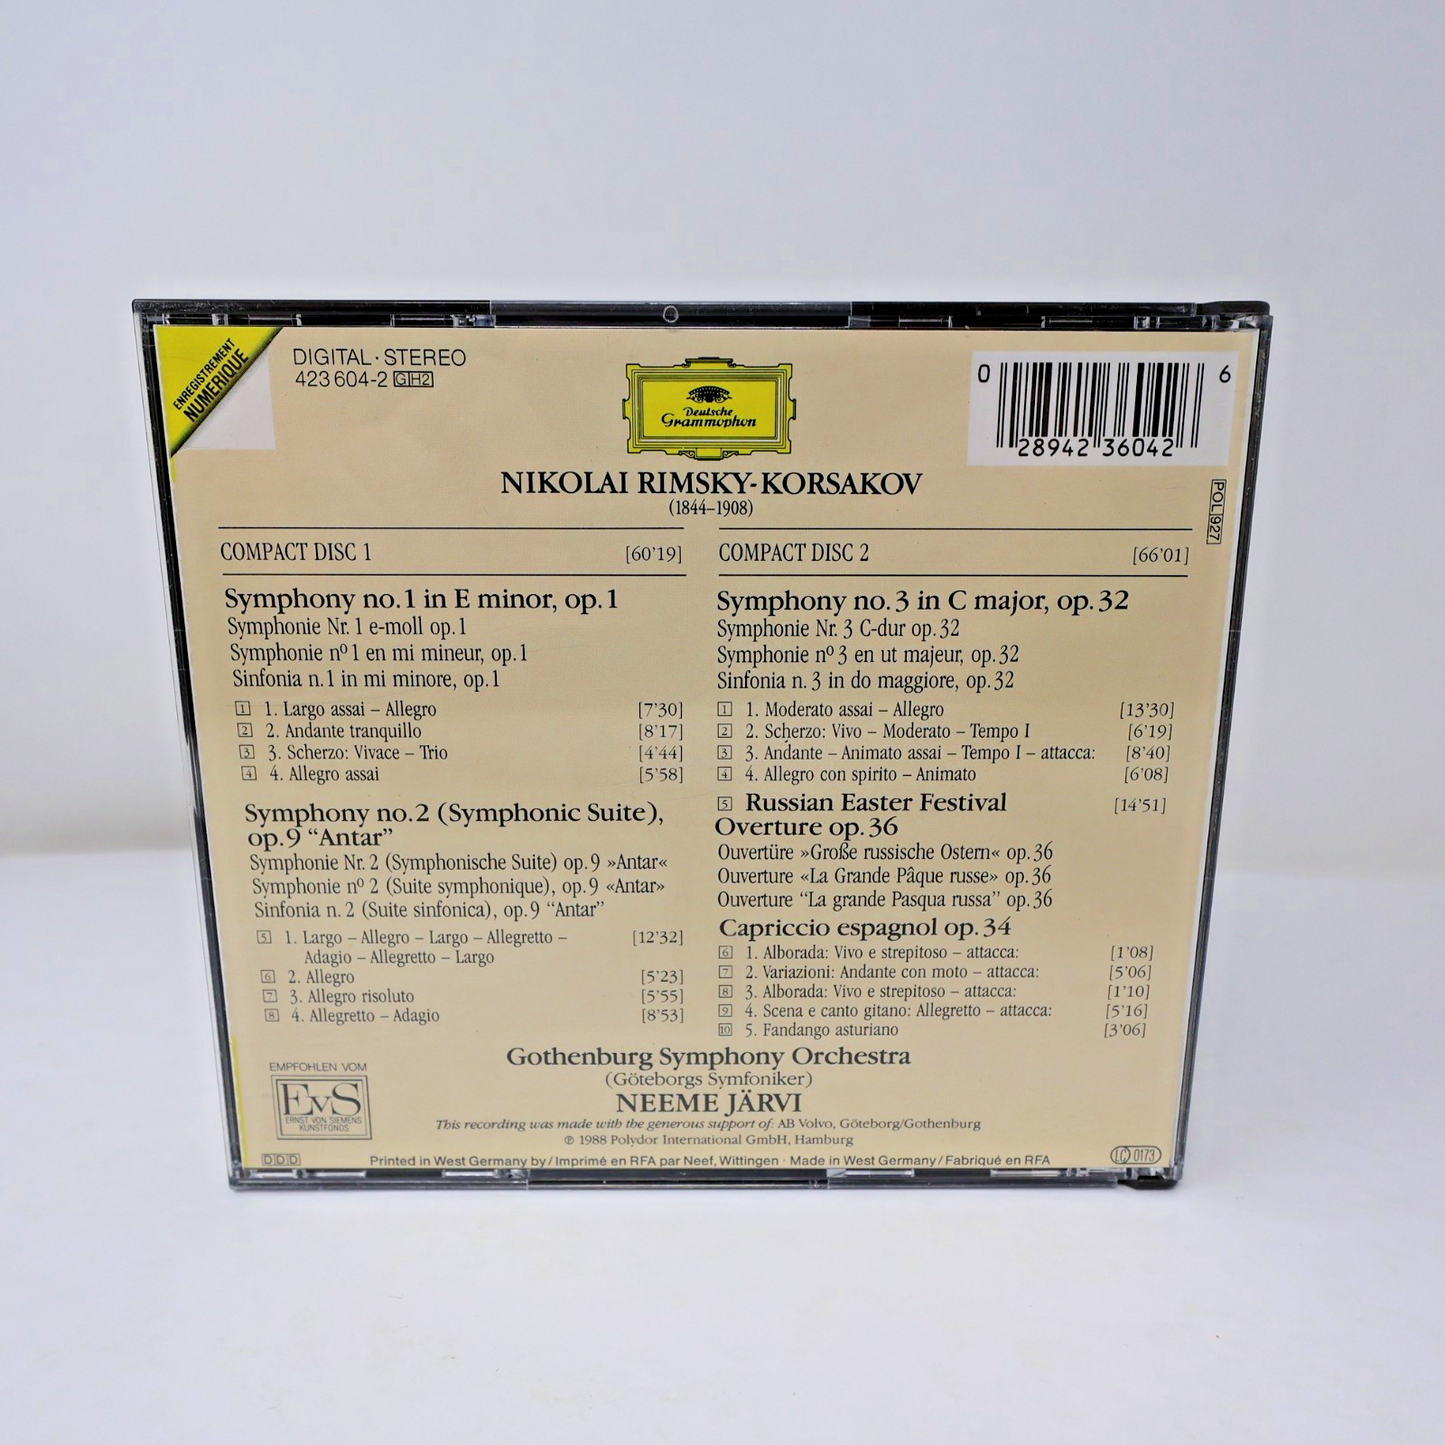 ENREGISTREMENT
NUMERIQUE
DIGITAL · STEREO
423 604-2 GH2
Deutsche
Grammophon
0 28942 36042 6
POL 927
NIKOLAI RIMSKY-KORSAKOV
(1844–1908)
COMPACT DISC 1 [60'19]
Symphony no. 1 in E minor, op. 1
Symphonie Nr. 1 e-moll op. 1
Symphonie nº 1 en mi mineur, op. 1
Sinfonia n. 1 in mi minore, op. 1
1 1. Largo assai – Allegro [7'30]
2 2. Andante tranquillo [8'17]
3 3. Scherzo: Vivace – Trio [4'44]
4 4. Allegro assai [5'58]
Symphony no. 2 (Symphonic Suite),
op. 9 “Antar”
Symphonie Nr. 2 (Symphonische Suite) op. 9 »Antar«
Symphonie nº 2 (Suite symphonique), op. 9 «Antar»
Sinfonia n. 2 (Suite sinfonica), op. 9 “Antar”
5 1. Largo – Allegro – Largo – Allegretto – [12'32]
Adagio – Allegretto – Largo
6 2. Allegro [5'23]
7 3. Allegro risoluto [5'55]
8 4. Allegretto – Adagio [8'53]
COMPACT DISC 2 [66'01]
Symphony no. 3 in C major, op. 32
Symphonie Nr. 3 C-dur op. 32
Symphonie nº 3 en ut majeur, op. 32
Sinfonia n. 3 in do maggiore, op. 32
1 1. Moderato assai – Allegro [13'30]
2 2. Scherzo: Vivo – Moderato – Tempo I [6'19]
3 3. Andante – Animato assai – Tempo I – attacca: [8'40]
4 4. Allegro con spirito – Animato [6'08]
5 Russian Easter Festival [14'51]
Overture op. 36
Ouvertüre »Große russische Ostern« op. 36
Ouverture «La Grande Pâque russe» op. 36
Ouverture “La grande Pasqua russa” op. 36
Capriccio espagnol op. 34
6 1. Alborada: Vivo e strepitoso – attacca: [1'08]
7 2. Variazioni: Andante con moto – attacca: [5'06]
8 3. Alborada: Vivo e strepitoso – attacca: [1'10]
9 4. Scena e canto gitano: Allegretto – attacca: [5'16]
10 5. Fandango asturiano [3'06]
Gothenburg Symphony Orchestra
(Göteborgs Symfoniker)
NEEME JÄRVI
This recording was made with the generous support of: AB Volvo, Göteborg/Gothenburg
℗ 1988 Polydor International GmbH, Hamburg
EMPFOHLEN VOM
EvS
ERNST VON SIEMENS
KUNSTFONDS
DDD
Printed in West Germany by / Imprimé en RFA par Neef, Wittingen · Made in West Germany / Fabriqué en RFA
LC 0173